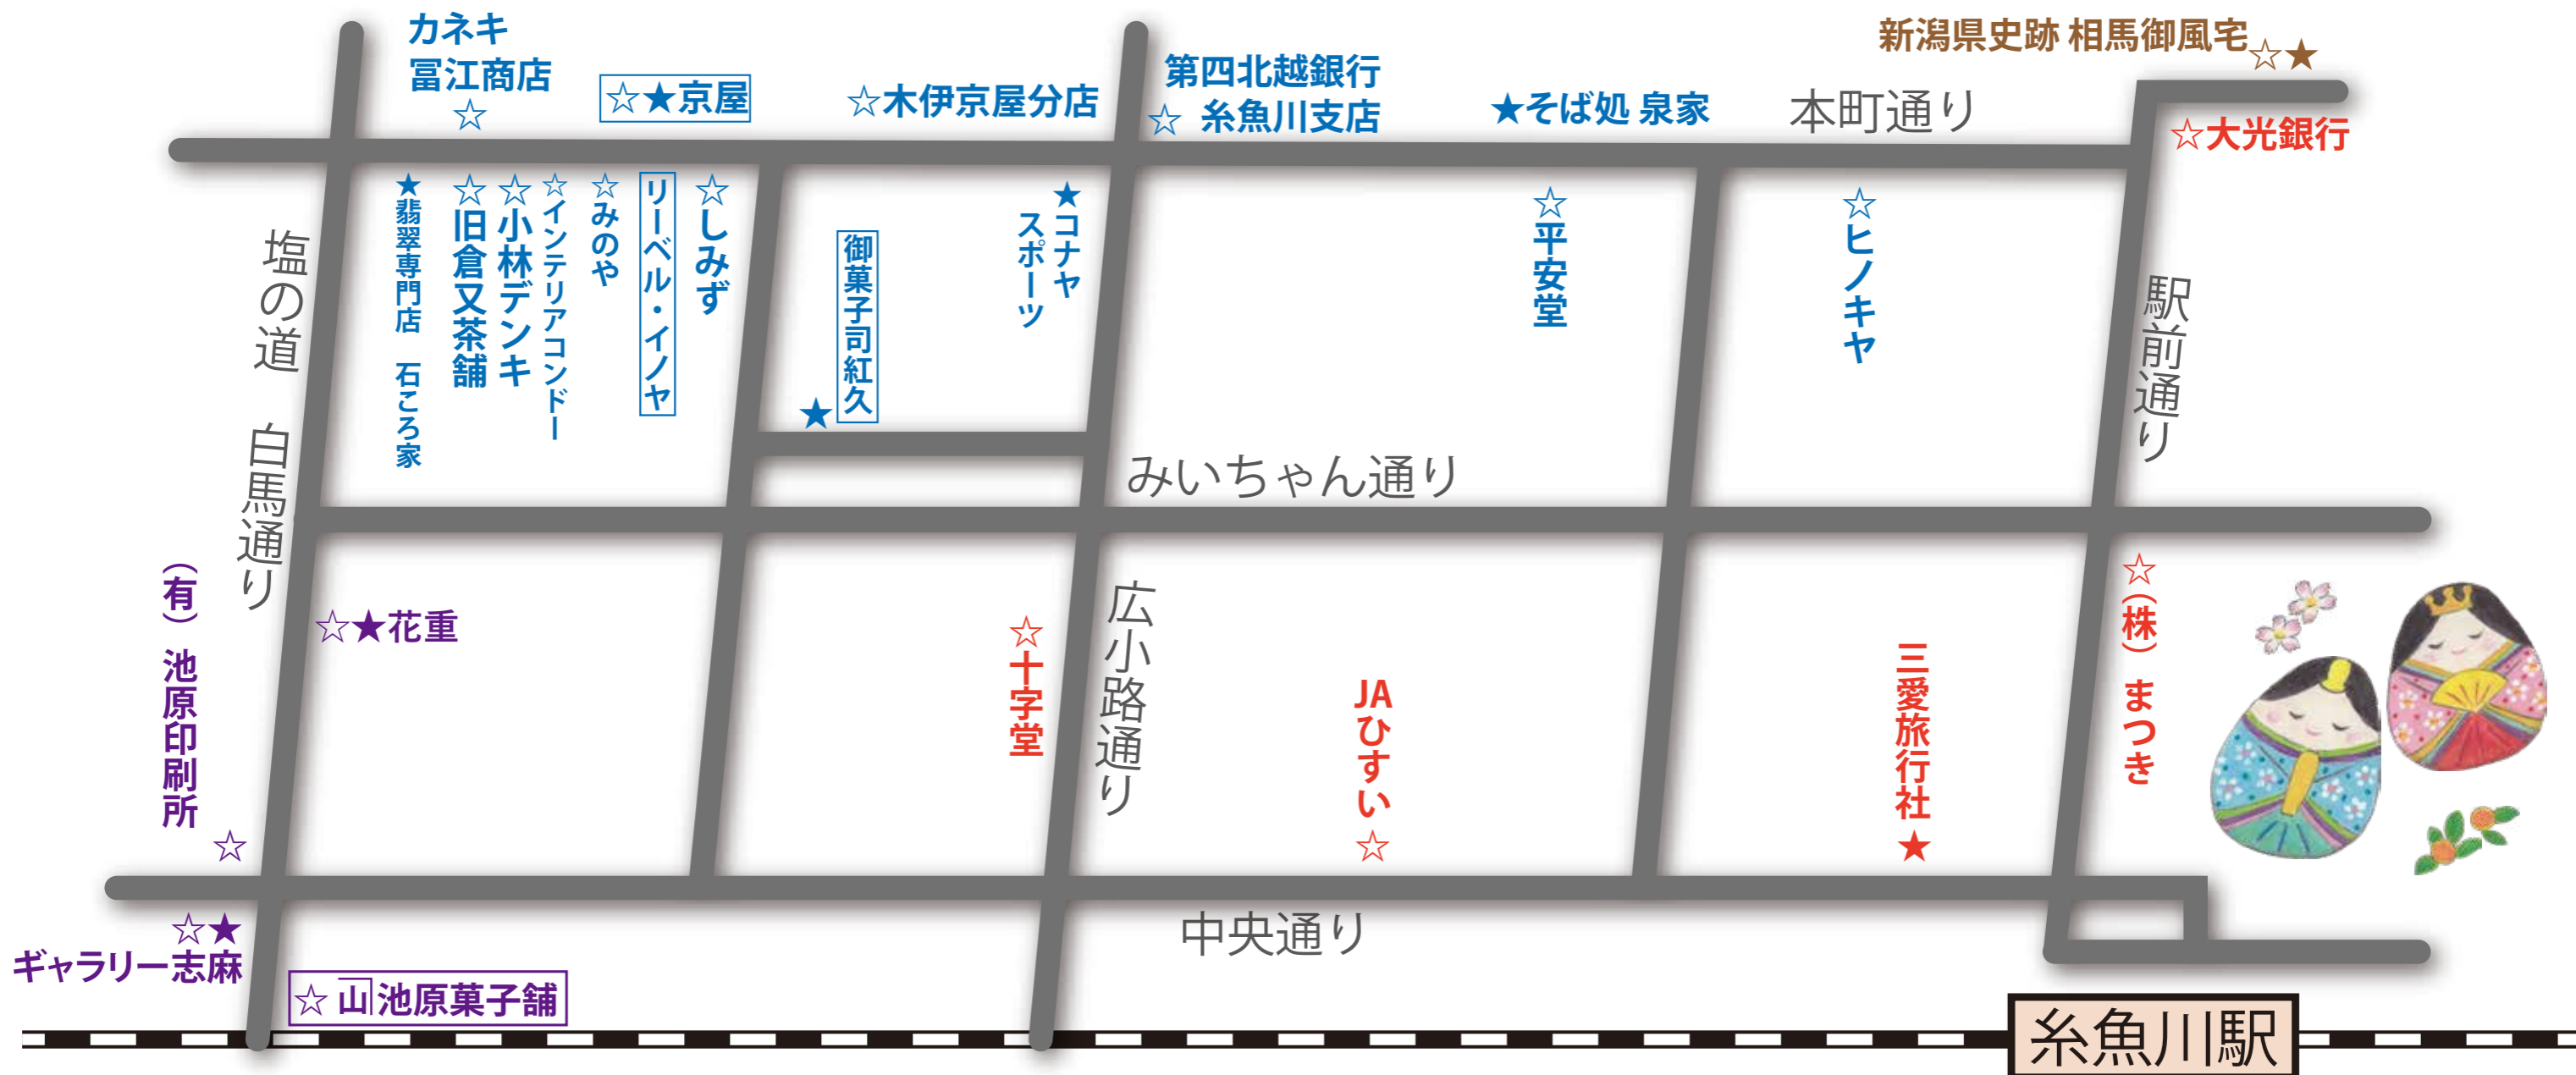 カネキ
冨江商店
☆
☆★京屋
☆木伊京屋分店
第四北越銀行
☆ 糸魚川支店
★そば処 泉家
本町通り
新潟県史跡 相馬御風宅
☆★
☆大光銀行
★翡翠専門店 石ころ家
☆旧倉又茶舗
☆小林デンキ
☆インテリアコンドー
☆みのや
リーベル・イノヤ
☆しみず
御菓子司紅久
★
★コナヤ
スポーツ
☆平安堂
☆ヒノキヤ
駅前通り
塩の道 白馬通り
みいちゃん通り
(有) 池原印刷所
☆
☆★花重
☆十字堂
広小路通り
JAひすい☆
三愛旅行社★
☆(株) まつき
中央通り
☆★
ギャラリー志麻
☆ 山 池原菓子舗
糸魚川駅